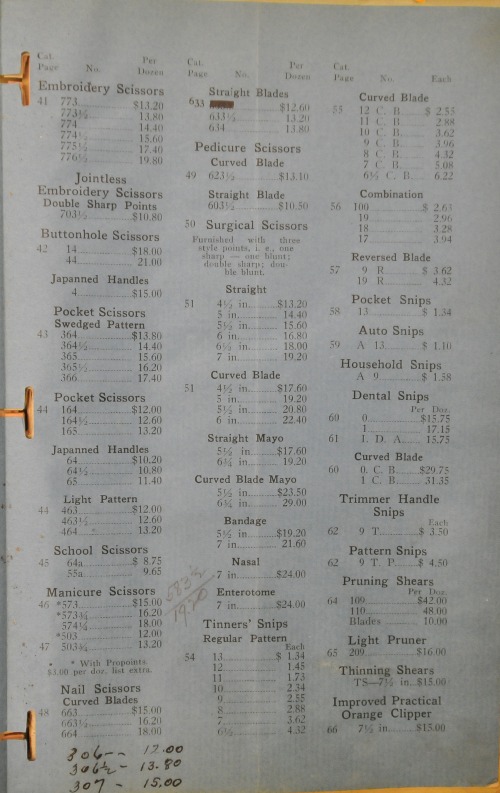 Cat. Per
Page No. Dozen
Embroidery Scissors
41 773 $13.20
773½ 13.80
774 14.40
774½ 15.60
775½ 17.40
776½ 19.80
Jointless
Embroidery Scissors
Double Sharp Points
703½ $10.80
Buttonhole Scissors
42 14 $18.00
44 21.00
Japanned Handles
4 $15.00
Pocket Scissors
Swedged Pattern
43 364 $13.80
364½ 14.40
365 15.60
365½ 16.20
366 17.40
Pocket Scissors
44 164 $12.00
164½ 12.60
165 13.20
Japanned Handles
64 $10.20
64½ 10.80
65 11.40
Light Pattern
44 463 $12.00
463½ 12.60
464 13.20
School Scissors
45 64a $ 8.75
55a 9.65
Manicure Scissors
46 *573 $15.00
*573½ 16.20
574½ 18.00
*503 12.00
47 503½ 13.20
* With Propoints
$3.00 per doz. list extra.
Nail Scissors
Curved Blades
48 663 $15.00
663½ 16.20
664 18.00
306 -- 12.00
306½ - 13.80
307 - 15.00
Cat. Per
Page No. Dozen
Straight Blades
633 $12.60
633½ 13.20
634 13.80
Pedicure Scissors
Curved Blade
49 623½ $13.10
Straight Blade
603½ $10.50
50 Surgical Scissors
Furnished with three
style points, i. e., one
sharp — one blunt;
double sharp; dou-
ble blunt.
Straight
51 4½ in. $13.20
5 in. 14.40
5½ in. 15.60
6 in. 16.80
6½ in. 18.00
7 in. 19.20
Curved Blade
51 4½ in. $17.60
5 in. 19.20
5½ in. 20.80
6 in. 22.40
Straight Mayo
5½ in. $17.60
6¾ in. 19.20
Curved Blade Mayo
5½ in. $23.50
6¾ in. 29.00
Bandage
5½ in. $19.20
7 in. 21.60
Nasal
7 in. $24.00
Enterotome
7 in. $24.00
583½
19.20
Tinners' Snips
Regular Pattern
Each
54 13 $ 1.34
12 1.45
11 1.73
10 2.34
9 2.55
8 2.88
7 3.62
6½ 4.32
Cat.
Page No. Each
Curved Blade
55 12 C. B. $ 2.55
11 C. B. 2.88
10 C. B. 3.62
9 C. B. 3.96
8 C. B. 4.32
7 C. B. 5.08
6½ C. B. 6.22
Combination
56 100 $ 2.63
19 2.96
18 3.28
17 3.94
Reversed Blade
57 9 R $ 3.62
19 R 4.32
Pocket Snips
58 13 $ 1.34
Auto Snips
59 A 13 $ 1.10
Household Snips
A 9 $ 1.58
Dental Snips
Per Doz.
60 0 $15.75
1 17.15
61 I. D. A. 15.75
Curved Blade
60 0. C. B. $29.75
1 C. B. 31.35
Trimmer Handle
Snips
Each
62 9 T. $ 3.50
Pattern Snips
62 9 T. P. $ 4.50
Pruning Shears
Per Doz.
64 109 $42.00
110 48.00
Blades 10.00
Light Pruner
65 209 $16.00
Thinning Shears
TS—7½ in. $15.00
Improved Practical
Orange Clipper
66 7½ in $15.00